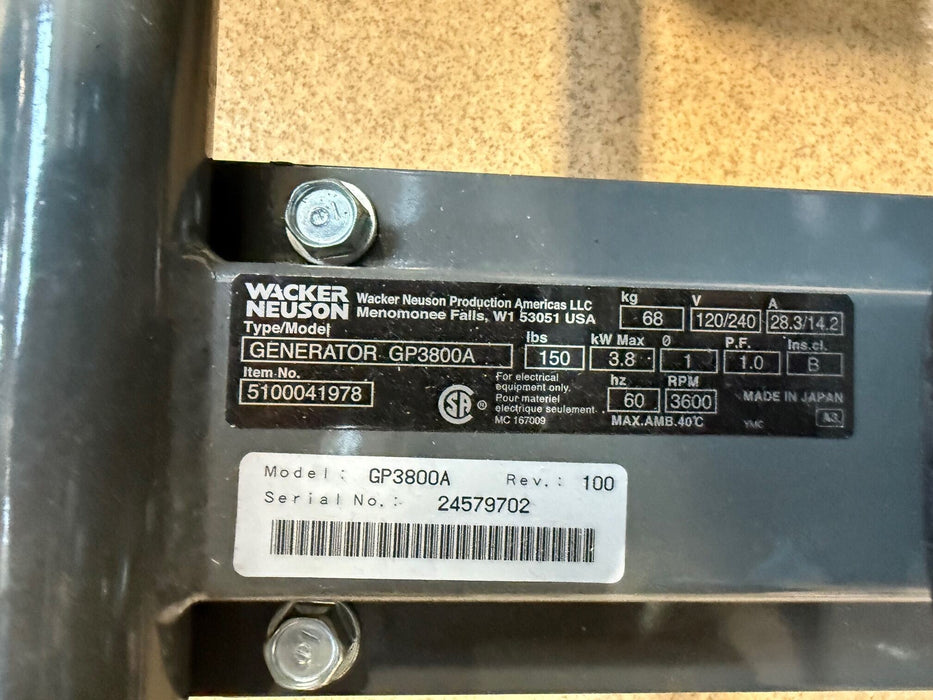 WACKER NEUSON
Wacker Neuson Production Americas LLC
Menomonee Falls, W1 53051 USA
kg 68
V 120/240
A 28.3/14.2
Type/Model
GENERATOR GP3800A
lbs 150
kW Max 3.8
Ø 1
P.F. 1.0
Ins.cl. B
Item No.
5100041978
CSA ®
For electrical
equipment only.
Pour materiel
electrique seulement
MC 167009
hz 60
RPM 3600
MAX.AMB.40℃
MADE IN JAPAN
YMC
Model: GP3800A Rev.: 100
Serial No.: 24579702